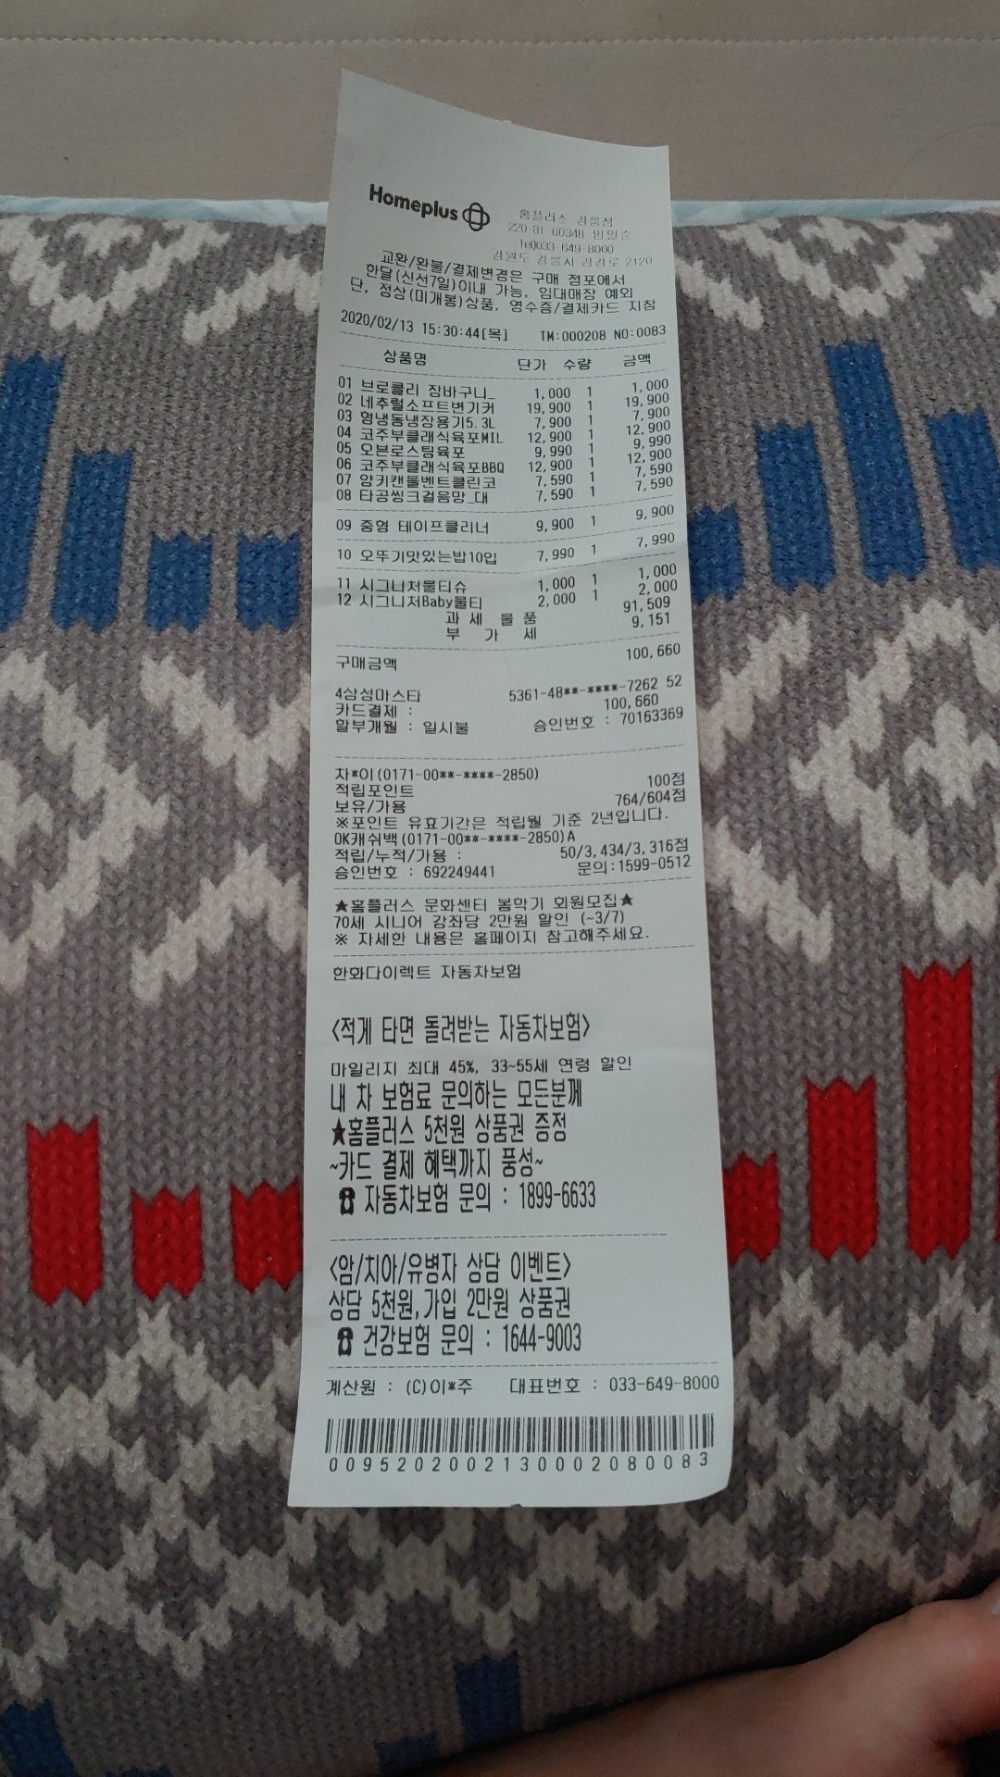 Homeplus
홈플러스 강릉점
220-81-60348 임일순
Tel)033-649-8000
강원도 강릉시 경강로 2120
교환/환불/결제변경은 구매 점포에서
한달(신선7일)이내 가능, 임대매장 예외
단, 정상(미개봉)상품, 영수증/결제카드 지참
2020/02/13 15:30:44[목] TM:000208 NO:0083
상품명 단가 수량 금액
01 브로콜리 장바구니_ 1,000 1 1,000
02 네추럴소프트변기커 19,900 1 19,900
03 형냉동냉장용기5.3L 7,900 1 7,900
04 코주부클래식육포MIL 12,900 1 12,900
05 오븐로스팅육포 9,990 1 9,990
06 코주부클래식육포BBQ 12,900 1 12,900
07 양키캔들벤트클린코 7,590 1 7,590
08 타공씽크걸음망_대 7,590 1 7,590
09 중형 테이프클리너 9,900 1 9,900
10 오뚜기맛있는밥10입 7,990 1 7,990
11 시그니처물티슈 1,000 1 1,000
12 시그니처Baby물티 2,000 1 2,000
과 세 물 품 91,509
부 가 세 9,151
구매금액 100,660
4삼성마스타 5361-48**-****-7262 52
카드결제 : 100,660
할부개월 : 일시불 승인번호 : 70163369
차*이(0171-00**-****-2850)
적립포인트 100점
보유/가용 764/604점
※포인트 유효기간은 적립월 기준 2년입니다.
OK캐쉬백(0171-00**-****-2850)A
적립/누적/가용 : 50/3,434/3,316점
승인번호 : 692249441 문의:1599-0512
★홈플러스 문화센터 봄학기 회원모집★
70세 시니어 강좌당 2만원 할인 (~3/7)
※ 자세한 내용은 홈페이지 참고해주세요.
한화다이렉트 자동차보험
<적게 타면 돌려받는 자동차보험>
마일리지 최대 45%, 33~55세 연령 할인
내 차 보험료 문의하는 모든분께
★홈플러스 5천원 상품권 증정
~카드 결제 혜택까지 풍성~
☎ 자동차보험 문의 : 1899-6633
<암/치아/유병자 상담 이벤트>
상담 5천원,가입 2만원 상품권
☎ 건강보험 문의 : 1644-9003
계산원 : (C)이*주 대표번호 : 033-649-8000
0095202002130002080083